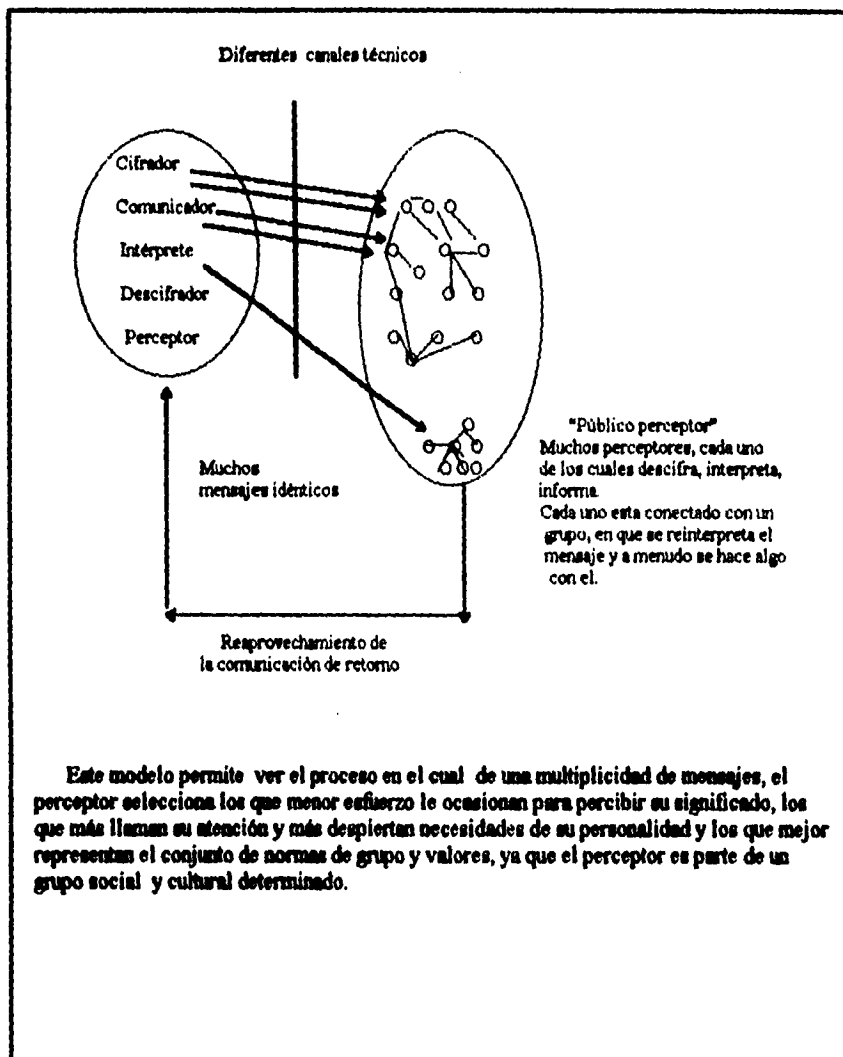 Diferentes canales técnicos
Cifrador
Comunicador
Intérprete
Descifrador
Perceptor
Muchos
mensajes idénticos
"Público perceptor"
Muchos perceptores, cada uno
de los cuales descifra, interpreta,
informa
Cada uno esta conectado con un
grupo, en que se reinterpreta el
mensaje y a menudo se hace algo
con el.
Reaprovechamiento de
la comunicación de retorno
Este modelo permite ver el proceso en el cual de una multiplicidad de mensajes, el
perceptor selecciona los que menor esfuerzo le ocasionan para percibir su significado, los
que más llaman su atención y más despiertan necesidades de su personalidad y los que mejor
representan el conjunto de normas de grupo y valores, ya que el perceptor es parte de un
grupo social y cultural determinado.